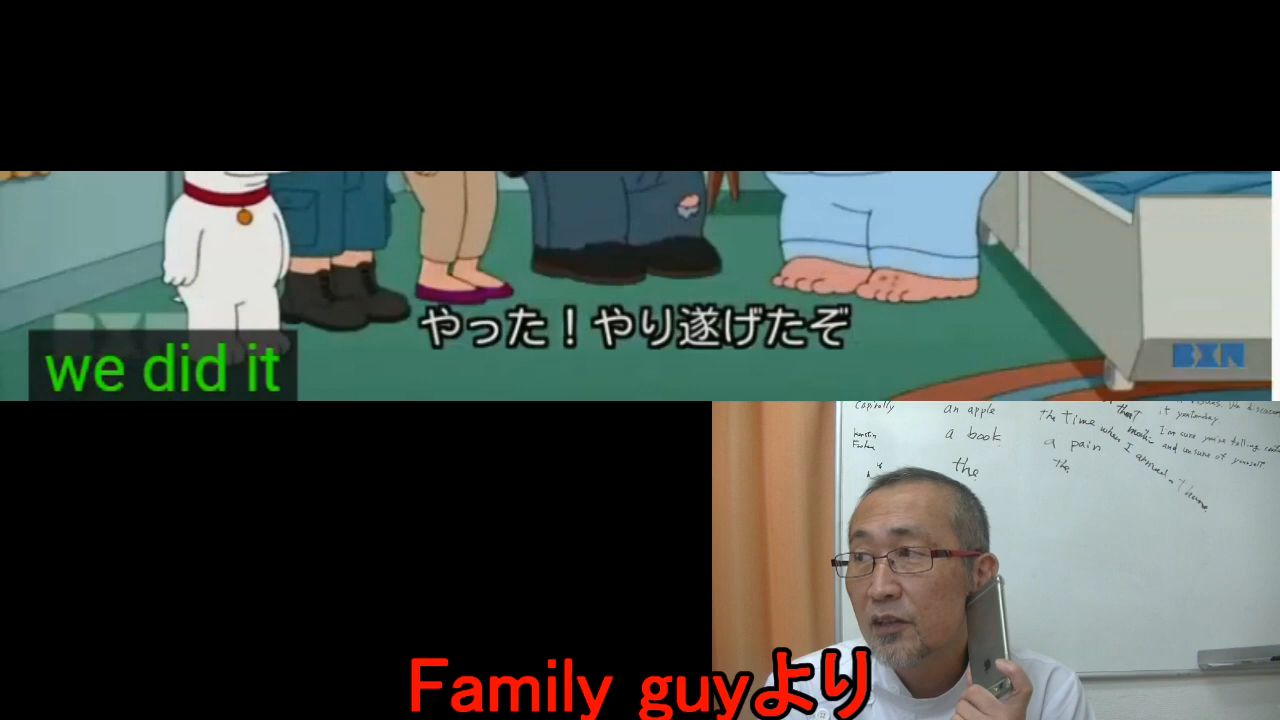 やった！やり遂げたぞ
we did it
BXN
an apple
the time when I arrived
a book
a pain
the
the
it yesterday
I'm sure you're telling
and unsure of yourself
Family guyより